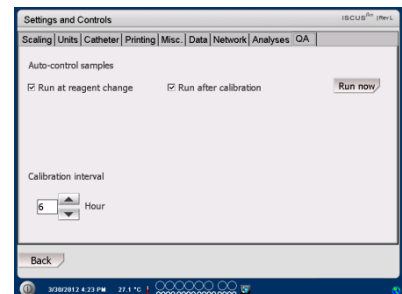 Settings and Controls ISCUSflex |Rev1.
Scaling Units Catheter Printing Misc. Data Network Analyses QA
Auto-control samples
Run at reagent change Run after calibration Run now
Calibration interval
6 Hour
Back
3/30/2012 4:23 PM 27.1 °C